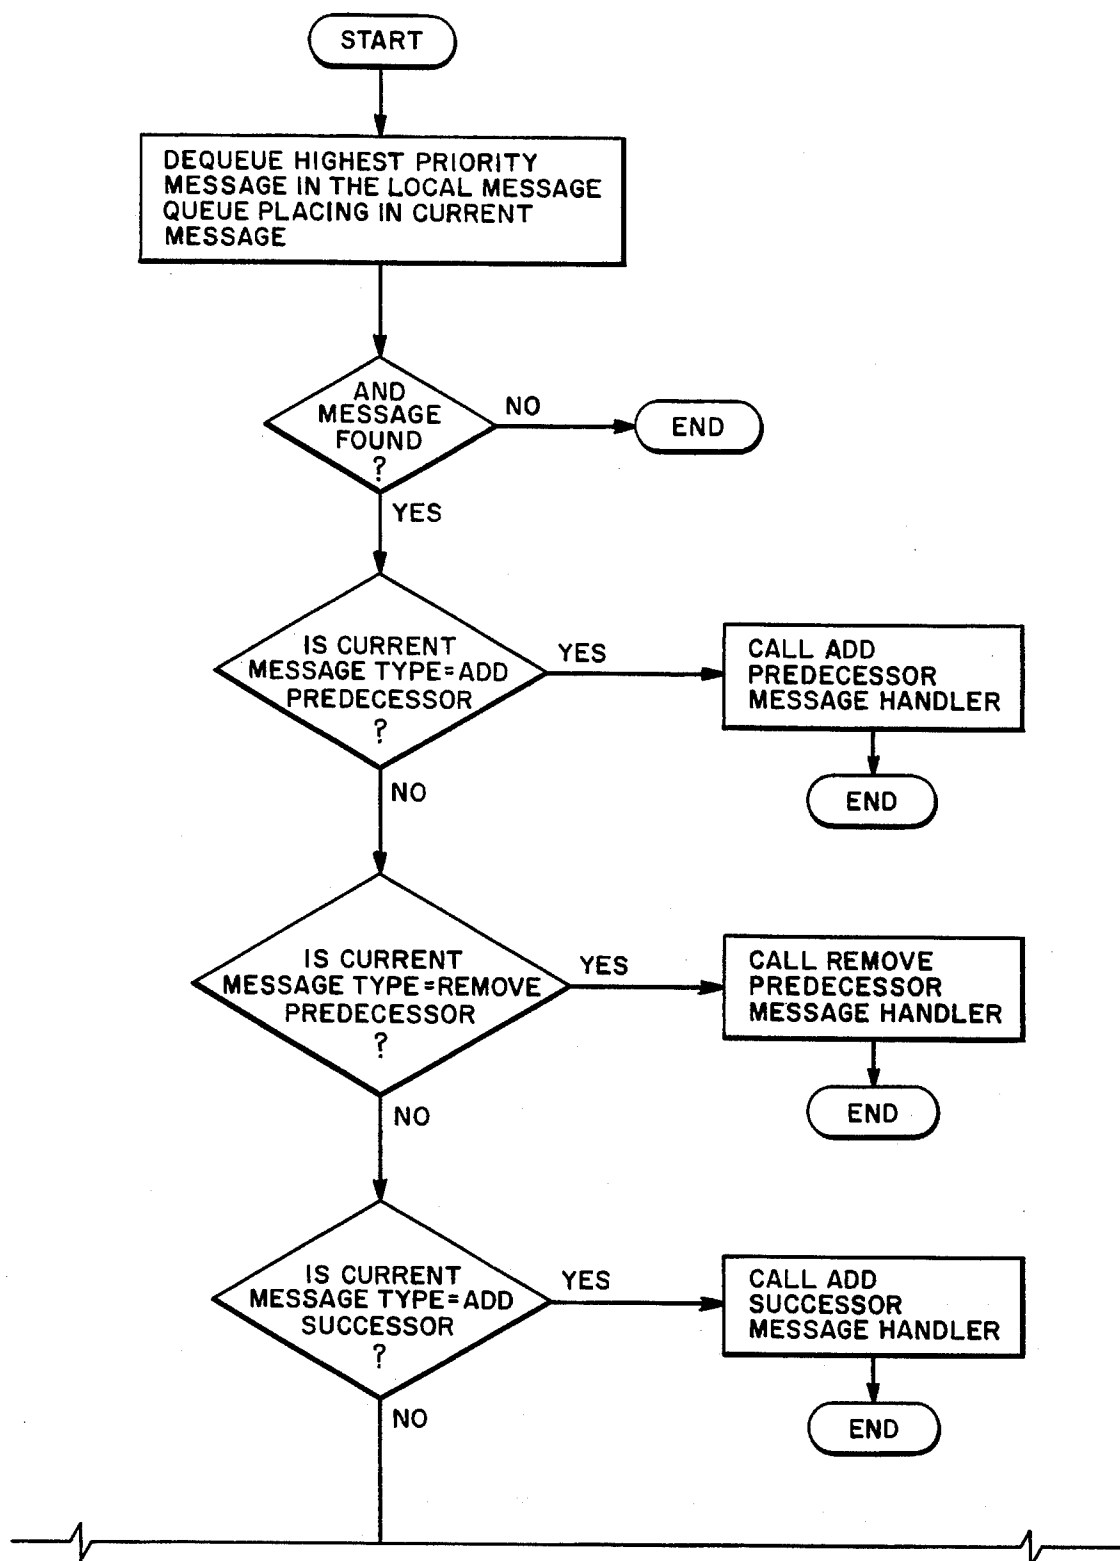 START
DEQUEUE HIGHEST PRIORITY
MESSAGE IN THE LOCAL MESSAGE
QUEUE PLACING IN CURRENT
MESSAGE
AND
MESSAGE
FOUND
?
NO
END
YES
IS CURRENT
MESSAGE TYPE=ADD
PREDECESSOR
?
YES
CALL ADD
PREDECESSOR
MESSAGE HANDLER
END
NO
IS CURRENT
MESSAGE TYPE=REMOVE
PREDECESSOR
?
YES
CALL REMOVE
PREDECESSOR
MESSAGE HANDLER
END
NO
IS CURRENT
MESSAGE TYPE=ADD
SUCCESSOR
?
YES
CALL ADD
SUCCESSOR
MESSAGE HANDLER
END
NO